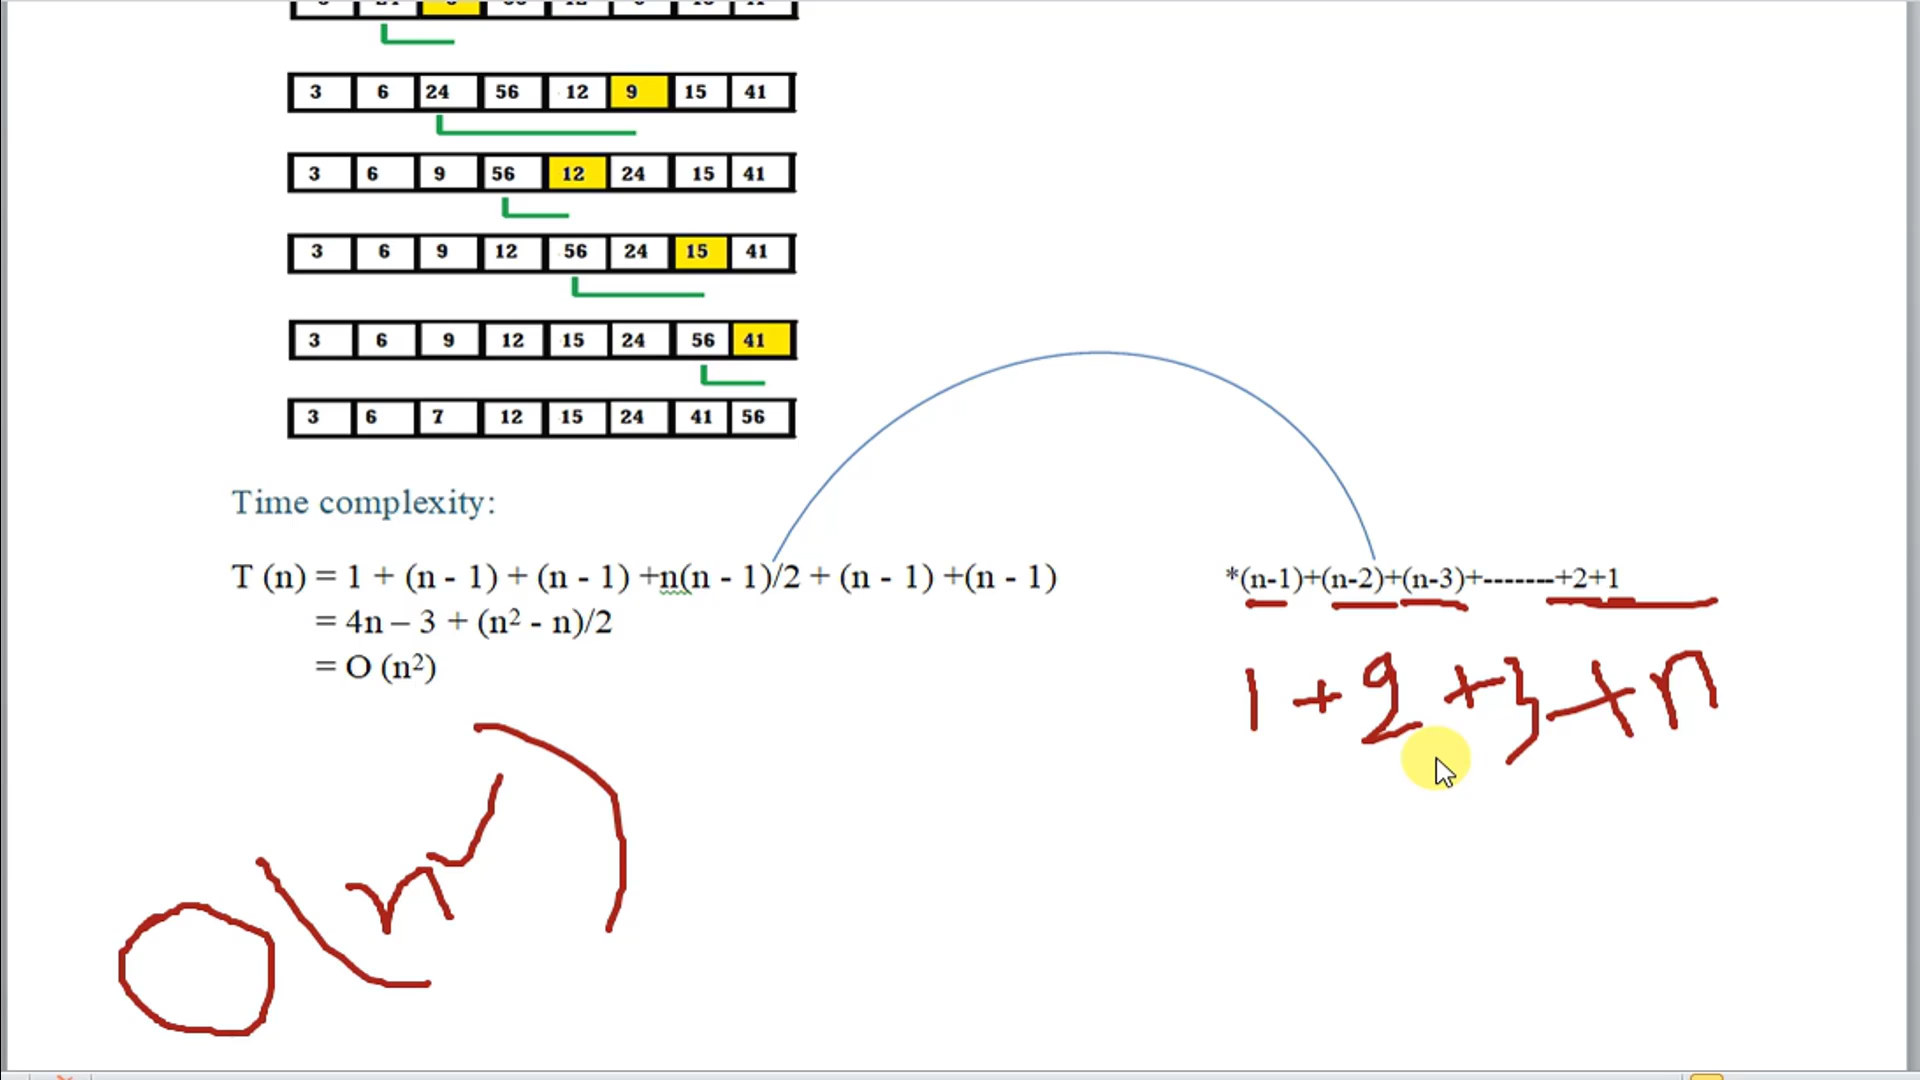 3 6 24 56 12 9 15 41
3 6 9 56 12 24 15 41
3 6 9 12 56 24 15 41
3 6 9 12 15 24 56 41
3 6 7 12 15 24 41 56
Time complexity:
T (n) = 1 + (n - 1) + (n - 1) +n(n - 1)/2 + (n - 1) +(n - 1)
= 4n – 3 + (n² - n)/2
= O (n²)
*(n-1)+(n-2)+(n-3)+-------+2+1
1 + 2 + 3 + n